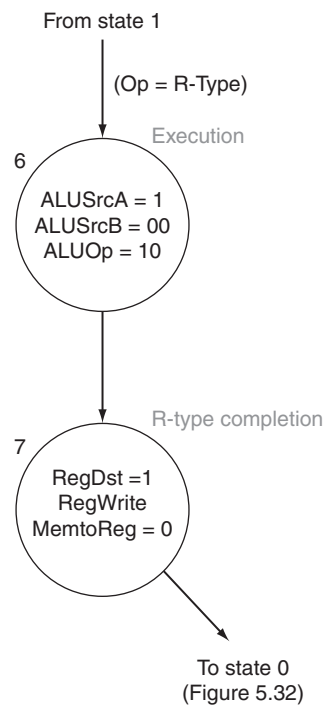 From state 1
(Op = R-Type)
Execution
6
ALUSrcA = 1
ALUSrcB = 00
ALUOp = 10
R-type completion
7
RegDst =1
RegWrite
MemtoReg = 0
To state 0
(Figure 5.32)